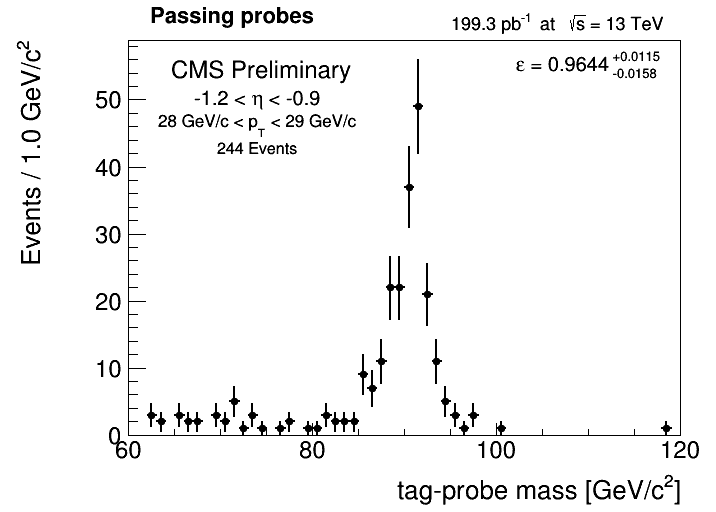 Passing probes
199.3 pb-1 at √s = 13 TeV
CMS Preliminary
ε = 0.9644 +0.0115 -0.0158
-1.2 < η < -0.9
28 GeV/c < pT < 29 GeV/c
244 Events
Events / 1.0 GeV/c2
50
40
30
20
10
0
60 80 100 120
tag-probe mass [GeV/c2]